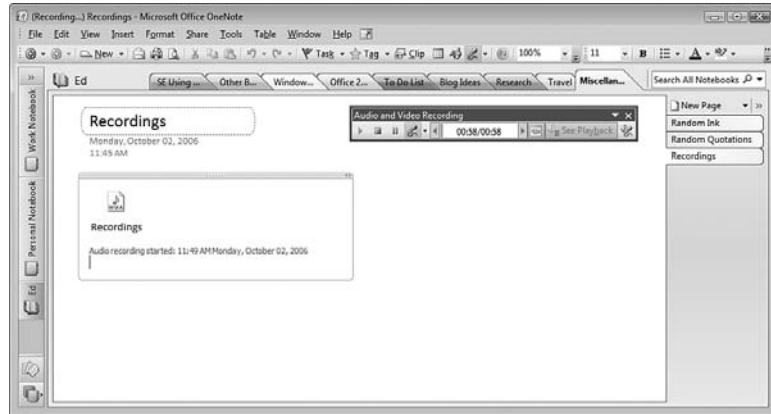 (Recording...) Recordings - Microsoft Office OneNote
File Edit View Insert Format Share Tools Table Window Help
New Task Tag Clip 100% 11 B A
Ed
SE Using ... Other B... Window... Office 2... To Do List Blog Ideas Research Travel Miscellan...
Search All Notebooks
Work Notebook
Personal Notebook
Ed
Recordings
Monday, October 02, 2006
11:45 AM
Audio and Video Recording
00:58/00:58 See Playback
New Page
Random Ink
Random Quotations
Recordings
WMA
Recordings
Audio recording started: 11:49 AM Monday, October 02, 2006